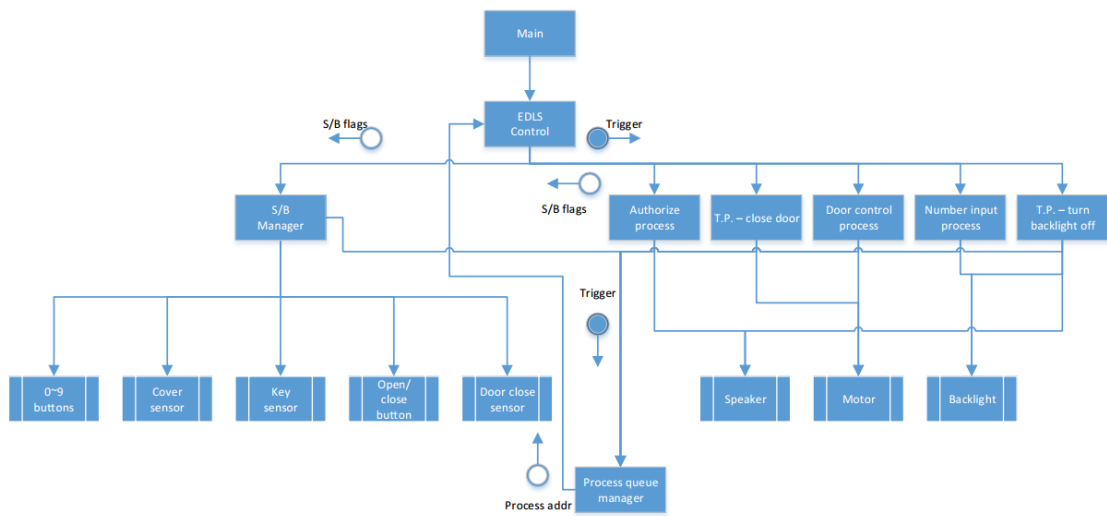 Main
S/B flags
EDLS
Control
Trigger
S/B flags
S/B
Manager
Authorize
process
T.P. – close door
Door control
process
Number input
process
T.P. – turn
backlight off
Trigger
0~9
buttons
Cover
sensor
Key
sensor
Open/
close
button
Door close
sensor
Speaker
Motor
Backlight
Process addr
Process queue
manager